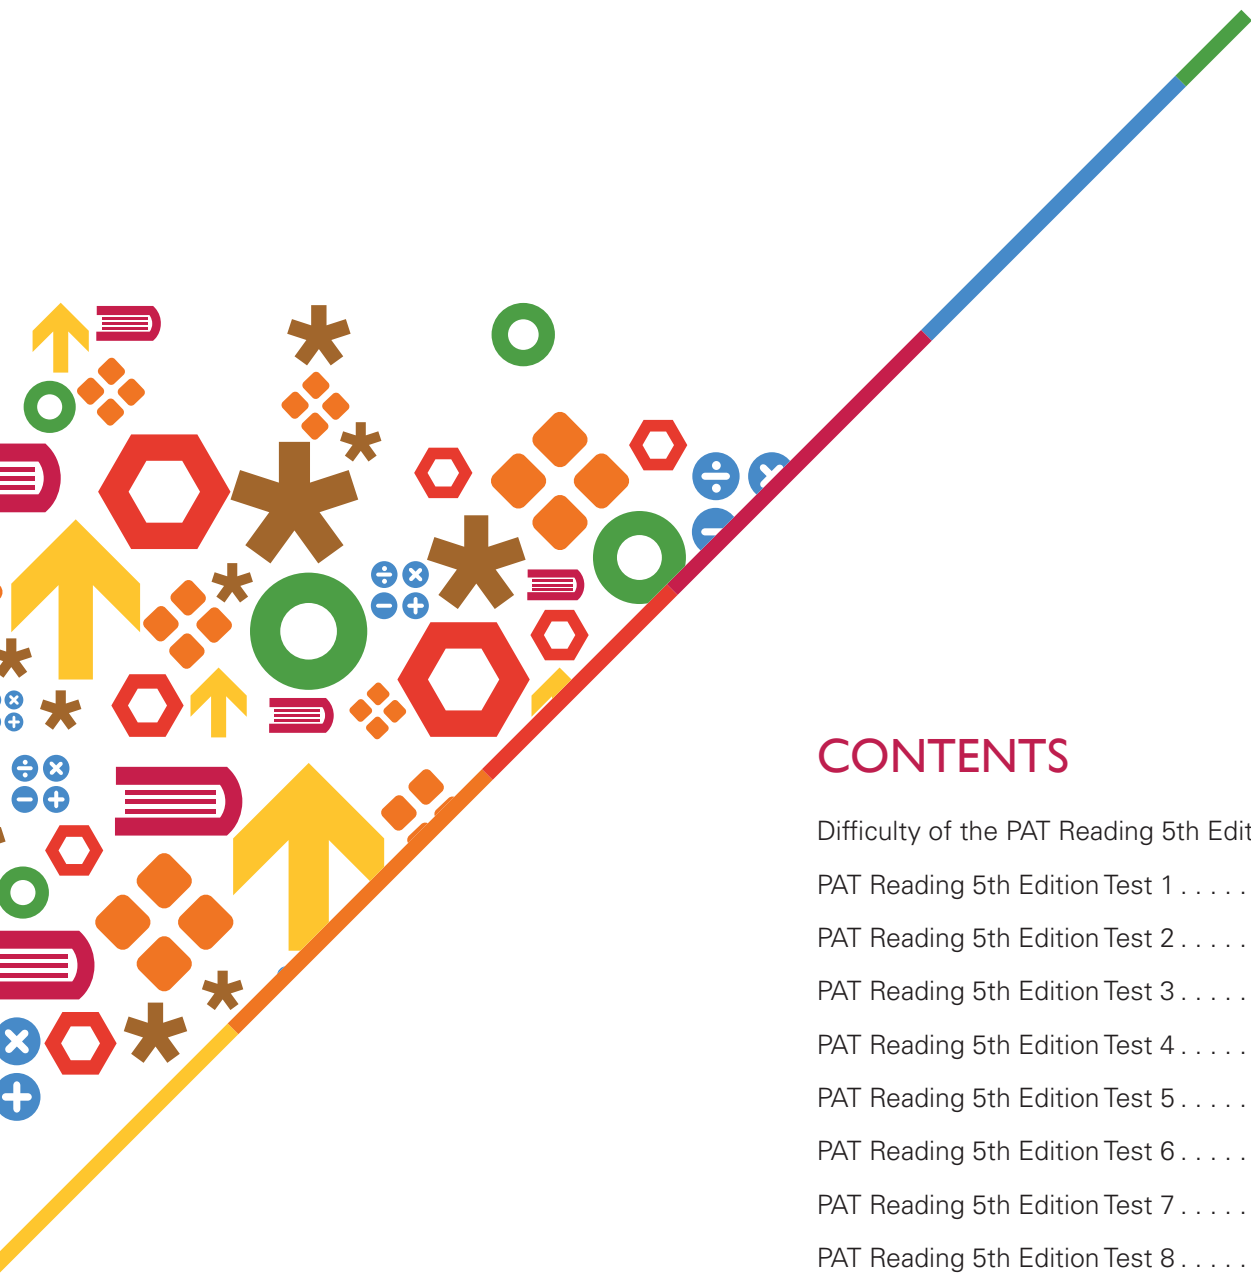 CONTENTS
Difficulty of the PAT Reading 5th
PAT Reading 5th Edition Test 1 . . . . .
PAT Reading 5th Edition Test 2 . . . . .
PAT Reading 5th Edition Test 3 . . . . .
PAT Reading 5th Edition Test 4 . . . . .
PAT Reading 5th Edition Test 5 . . . . .
PAT Reading 5th Edition Test 6 . . . . .
PAT Reading 5th Edition Test 7 . . . . .
PAT Reading 5th Edition Test 8 . . . . .